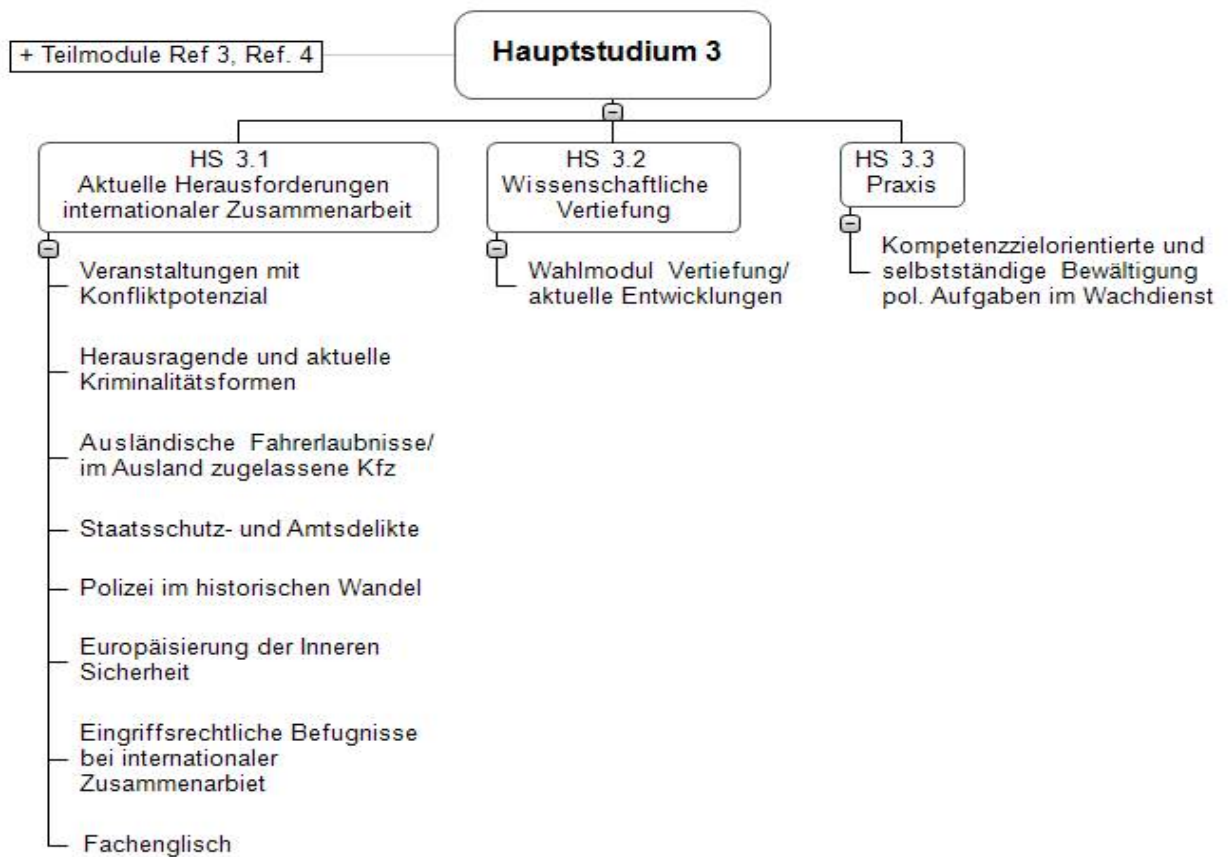 + Teilmodule Ref 3, Ref. 4
Hauptstudium 3
HS 3.1
Aktuelle Herausforderungen
internationaler Zusammenarbeit
Veranstaltungen mit
Konfliktpotenzial
Herausragende und aktuelle
Kriminalitätsformen
Ausländische Fahrerlaubnisse/
im Ausland zugelassene Kfz
Staatsschutz- und Amtsdelikte
Polizei im historischen Wandel
Europäisierung der Inneren
Sicherheit
Eingriffsrechtliche Befugnisse
bei internationaler
Zusammenarbiet
Fachenglisch
HS 3.2
Wissenschaftliche
Vertiefung
Wahlmodul Vertiefung/
aktuelle Entwicklungen
HS 3.3
Praxis
Kompetenzzielorientierte und
selbstständige Bewältigung
pol. Aufgaben im Wachdienst